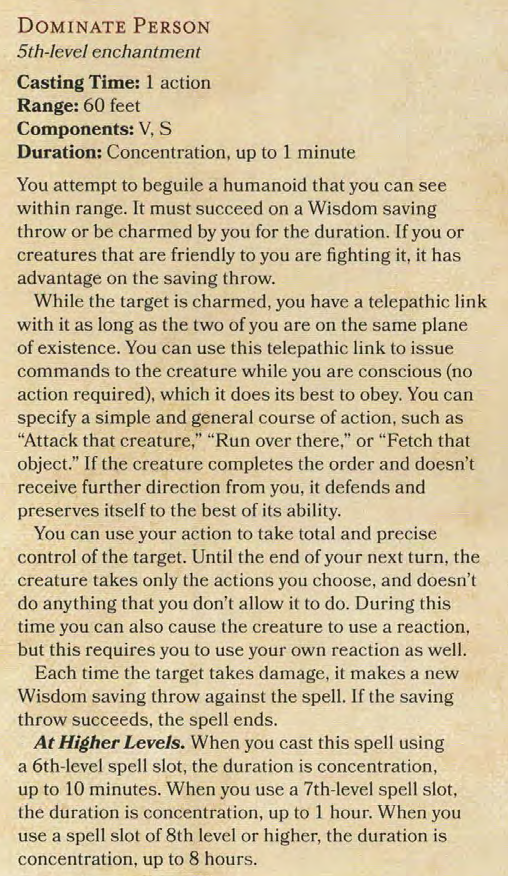 DOMINATE PERSON
5th-level enchantment
Casting Time: 1 action
Range: 60 feet
Components: V, S
Duration: Concentration, up to 1 minute
You attempt to beguile a humanoid that you can see
within range. It must succeed on a Wisdom saving
throw or be charmed by you for the duration. If you or
creatures that are friendly to you are fighting it, it has
advantage on the saving throw.
While the target is charmed, you have a telepathic link
with it as long as the two of you are on the same plane
of existence. You can use this telepathic link to issue
commands to the creature while you are conscious (no
action required), which it does its best to obey. You can
specify a simple and general course of action, such as
“Attack that creature,” “Run over there,” or “Fetch that
object.” If the creature completes the order and doesn’t
receive further direction from you, it defends and
preserves itself to the best of its ability.
You can use your action to take total and precise
control of the target. Until the end of your next turn, the
creature takes only the actions you choose, and doesn’t
do anything that you don’t allow it to do. During this
time you can also cause the creature to use a reaction,
but this requires you to use your own reaction as well.
Each time the target takes damage, it makes a new
Wisdom saving throw against the spell. If the saving
throw succeeds, the spell ends.
At Higher Levels. When you cast this spell using
a 6th-level spell slot, the duration is concentration,
up to 10 minutes. When you use a 7th-level spell slot,
the duration is concentration, up to 1 hour. When you
use a spell slot of 8th level or higher, the duration is
concentration, up to 8 hours.